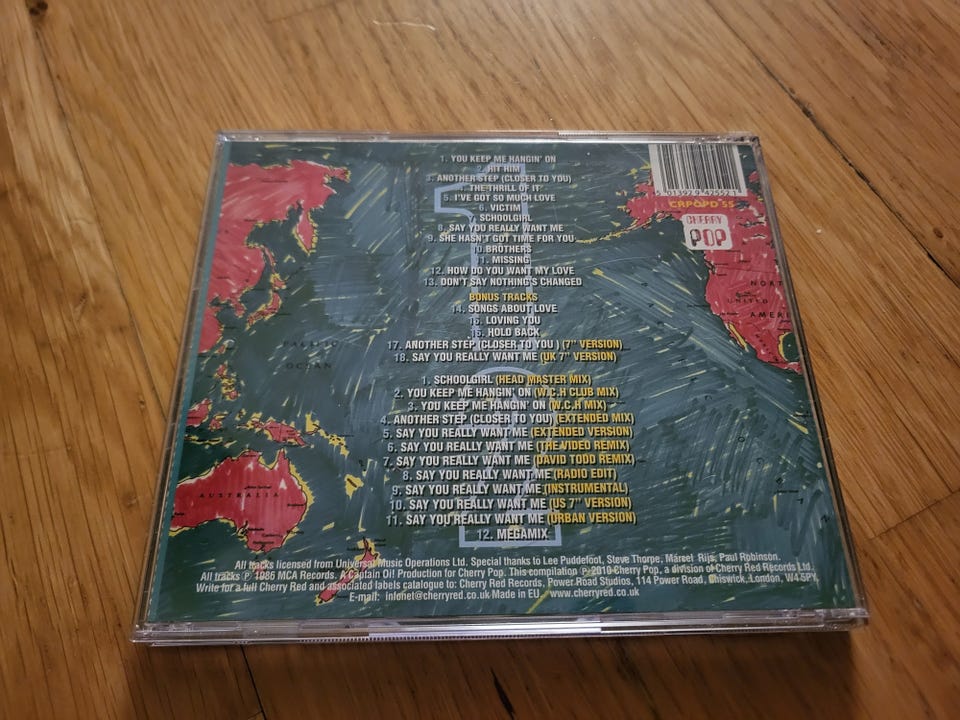 1. YOU KEEP ME HANGIN' ON
2. HIT HIM
3. ANOTHER STEP (CLOSER TO YOU)
4. THE THRILL OF IT
5. I'VE GOT SO MUCH LOVE
6. VICTIM
7. SCHOOLGIRL
8. SAY YOU REALLY WANT ME
9. SHE HASN'T GOT TIME FOR YOU
10. BROTHERS
11. MISSING
12. HOW DO YOU WANT MY LOVE
13. DON'T SAY NOTHING'S CHANGED
BONUS TRACKS
14. SONGS ABOUT LOVE
15. LOVING YOU
16. HOLD BACK
17. ANOTHER STEP (CLOSER TO YOU ) (7" VERSION)
18. SAY YOU REALLY WANT ME (UK 7" VERSION)
1. SCHOOLGIRL (HEAD MASTER MIX)
2. YOU KEEP ME HANGIN' ON (W.C.H CLUB MIX)
3. YOU KEEP ME HANGIN' ON (W.C.H MIX)
4. ANOTHER STEP (CLOSER TO YOU) (EXTENDED MIX)
5. SAY YOU REALLY WANT ME (EXTENDED VERSION)
6. SAY YOU REALLY WANT ME (THE VIDEO REMIX)
7. SAY YOU REALLY WANT ME (DAVID TODD REMIX)
8. SAY YOU REALLY WANT ME (RADIO EDIT)
9. SAY YOU REALLY WANT ME (INSTRUMENTAL)
10. SAY YOU REALLY WANT ME (US 7" VERSION)
11. SAY YOU REALLY WANT ME (URBAN VERSION)
12. MEGAMIX
All tracks licensed from Universal Music Operations Ltd. Special thanks to Lee Puddefoot, Steve Thorpe, Marcel Rijs, Paul Robinson.
All tracks ℗ 1986 MCA Records. A Captain Oi! Production for Cherry Pop. This compilation ℗ 2010 Cherry Pop, a division of Cherry Red Records Ltd.
Write for a full Cherry Red and associated labels catalogue to: Cherry Red Records, Power Road Studios, 114 Power Road, Chiswick, London, W4 5PY,
E-mail: infonet@cherryred.co.uk Made in EU. www.cherryred.co.uk
5 013929 425521
CRPOPD 55
CHERRY
POP
PACIFIC
OCEAN
NORT
UNITED
AMERI
AUSTRALIA